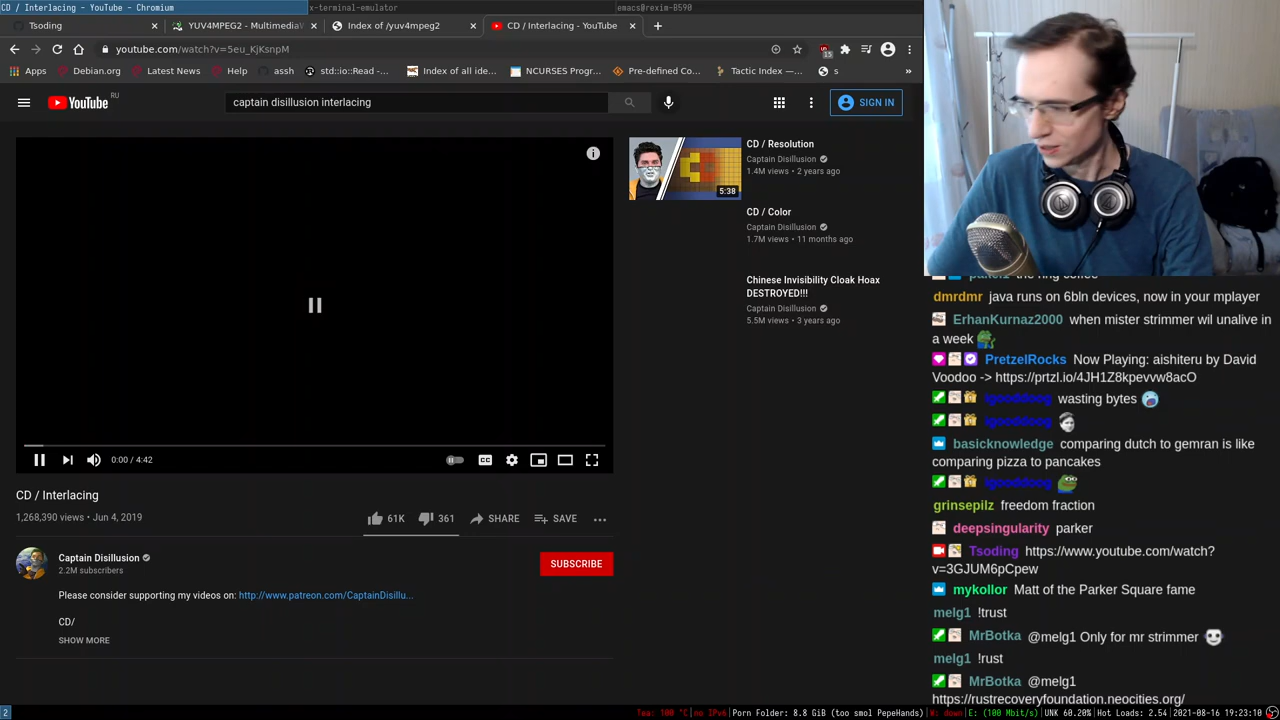 CD / Interlacing - YouTube - Chromium
x-terminal-emulator
emacs@rexim-B590
Tsoding
YUV4MPEG2 - MultimediaW
Index of /yuv4mpeg2
CD / Interlacing - YouTube
youtube.com/watch?v=5eu_KjKsnpM
15
Apps
Debian.org
Latest News
Help
assh
std::io::Read -...
Index of all ide...
NCURSES Progr...
Pre-defined Co...
Tactic Index —...
s
»
YouTube
RU
captain disillusion interlacing
SIGN IN
0:00 / 4:42
CD / Interlacing
1,268,390 views • Jun 4, 2019
61K
361
SHARE
SAVE
Captain Disillusion
2.2M subscribers
SUBSCRIBE
Please consider supporting my videos on: http://www.patreon.com/CaptainDisillu...
CD/
SHOW MORE
5:38
CD / Resolution
Captain Disillusion
1.4M views • 2 years ago
CD / Color
Captain Disillusion
1.7M views • 11 months ago
Chinese Invisibility Cloak Hoax
DESTROYED!!!
Captain Disillusion
5.5M views • 3 years ago
dmrdmr java runs on 6bln devices, now in your mplayer
ErhanKurnaz2000 when mister strimmer wil unalive in
a week
PretzelRocks Now Playing: aishiteru by David
Voodoo -> https://prtzl.io/4JH1Z8kpevvw8acO
lgooddoog wasting bytes
lgooddoog
basicknowledge comparing dutch to gemran is like
comparing pizza to pancakes
lgooddoog
grinsepilz freedom fraction
deepsingularity parker
Tsoding https://www.youtube.com/watch?
v=3GJUM6pCpew
mykollor Matt of the Parker Square fame
melg1 !trust
MrBotka @melg1 Only for mr strimmer
melg1 !rust
MrBotka @melg1
https://rustrecoveryfoundation.neocities.org/
2
Tear: 100 °C|no IPv6|Porn Folder: 8.8 GiB (too smol PepeHands)|W: down|E: (100 Mbit/s)|UNK 60.20%|Hot Loads: 2.54|2021-08-16 19:23:10